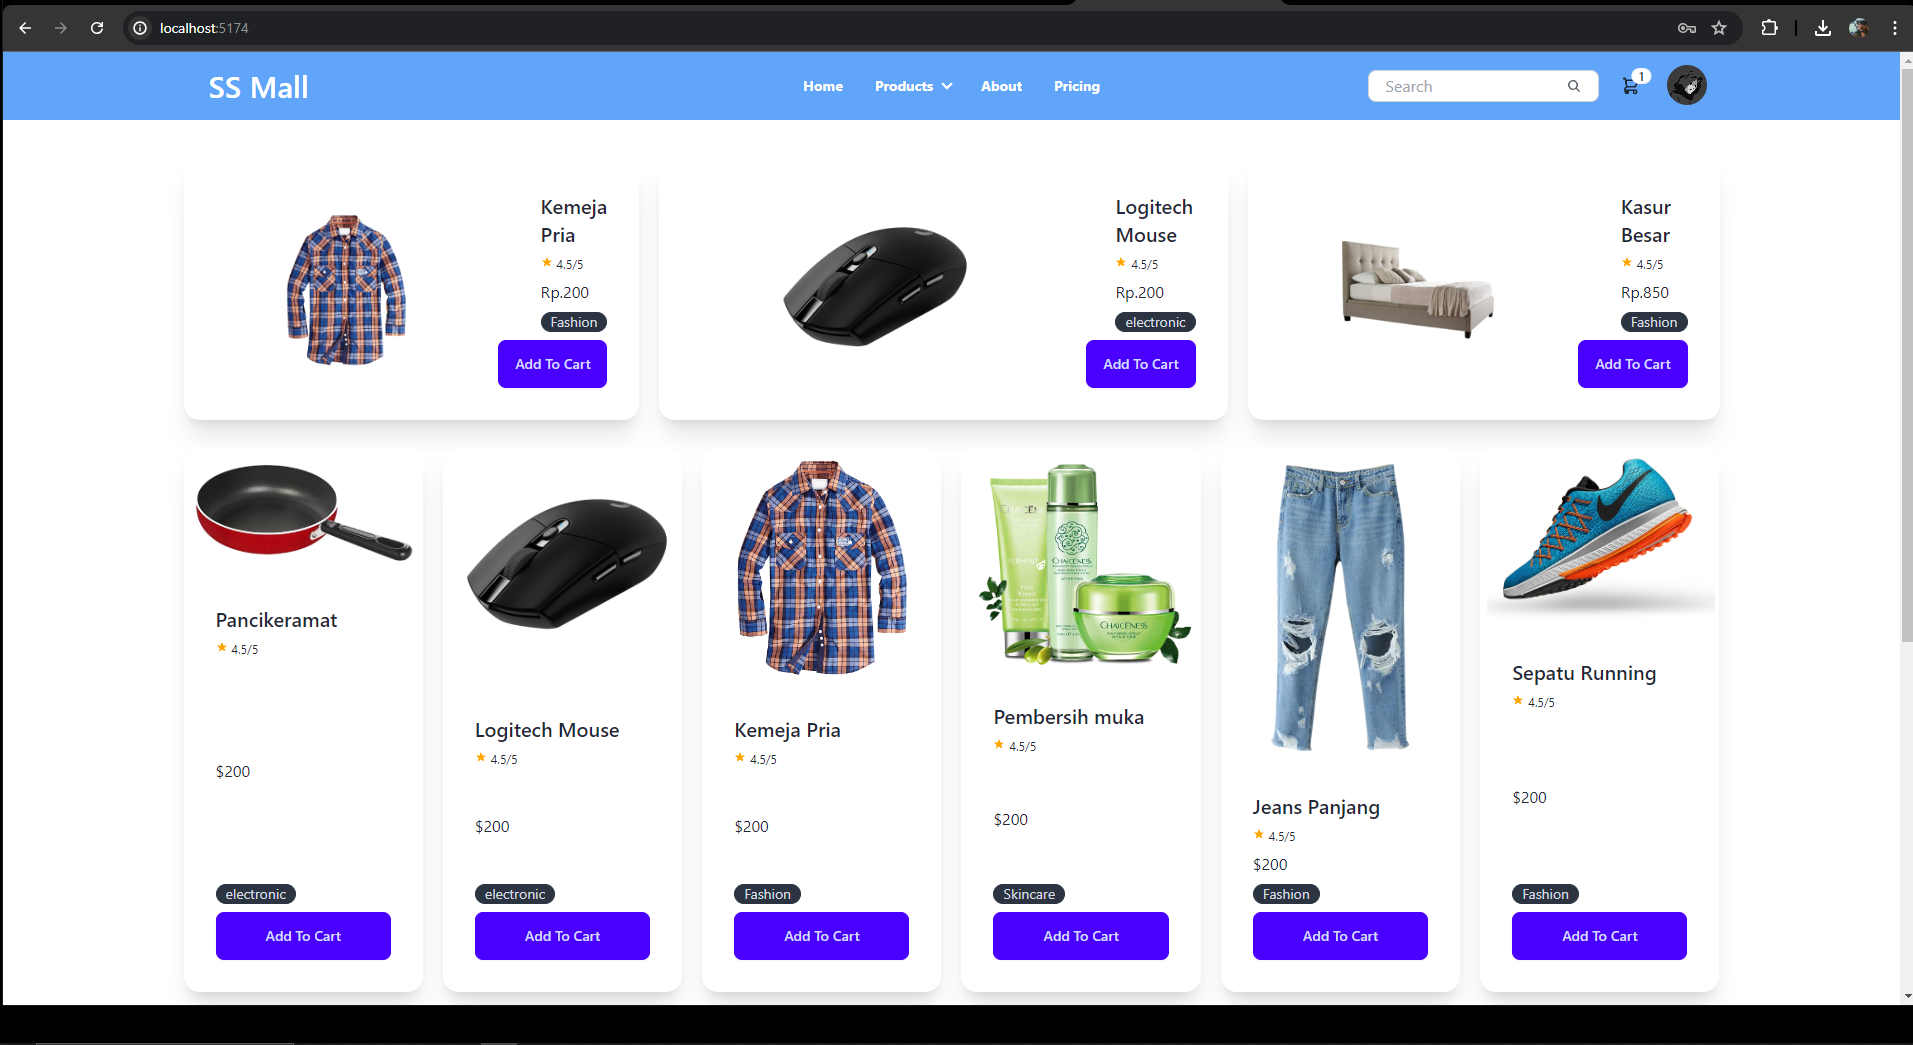 localhost:5174
SS Mall
Home
Products
About
Pricing
Search
1
Kemeja
Pria
4.5/5
Rp.200
Fashion
Add To Cart
Logitech
Mouse
4.5/5
Rp.200
electronic
Add To Cart
Kasur
Besar
4.5/5
Rp.850
Fashion
Add To Cart
Pancikeramat
4.5/5
$200
electronic
Add To Cart
Logitech Mouse
4.5/5
$200
electronic
Add To Cart
Kemeja Pria
4.5/5
$200
Fashion
Add To Cart
CHAICENESS
CHAICENESS
Pembersih muka
4.5/5
$200
Skincare
Add To Cart
Jeans Panjang
4.5/5
$200
Fashion
Add To Cart
Sepatu Running
4.5/5
$200
Fashion
Add To Cart